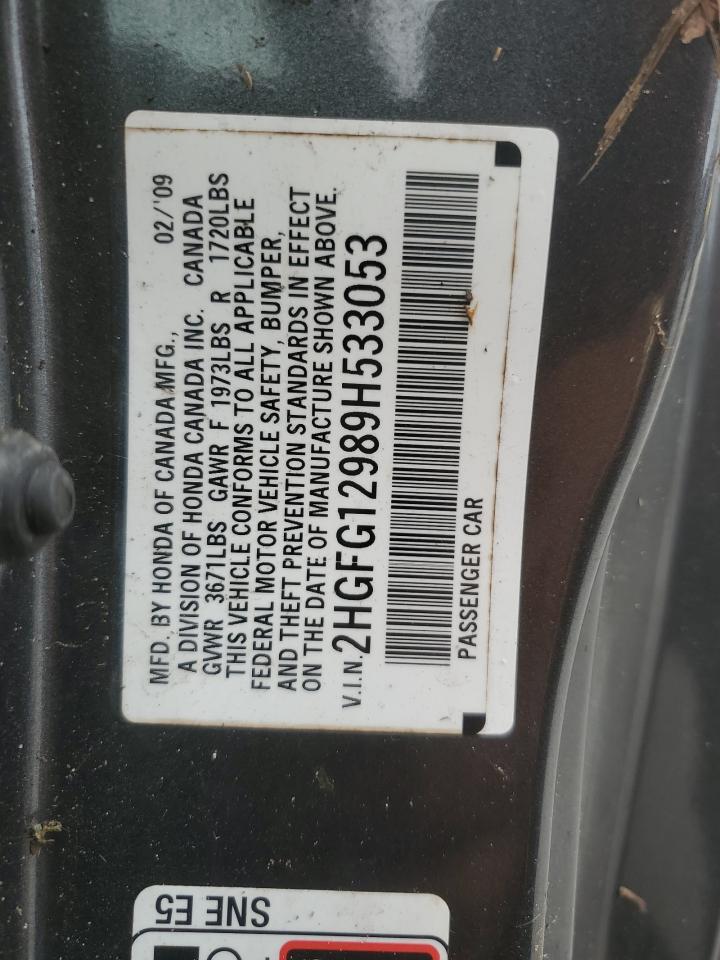 MFD. BY HONDA OF CANADA MFG., 02/'09
A DIVISION OF HONDA CANADA INC. CANADA
GVWR 3671LBS GAWR F 1973LBS R 1720LBS
THIS VEHICLE CONFORMS TO ALL APPLICABLE
FEDERAL MOTOR VEHICLE SAFETY, BUMPER,
AND THEFT PREVENTION STANDARDS IN EFFECT
ON THE DATE OF MANUFACTURE SHOWN ABOVE.
V.I.N. 2HGFG12989H533053
PASSENGER CAR
SNE E5